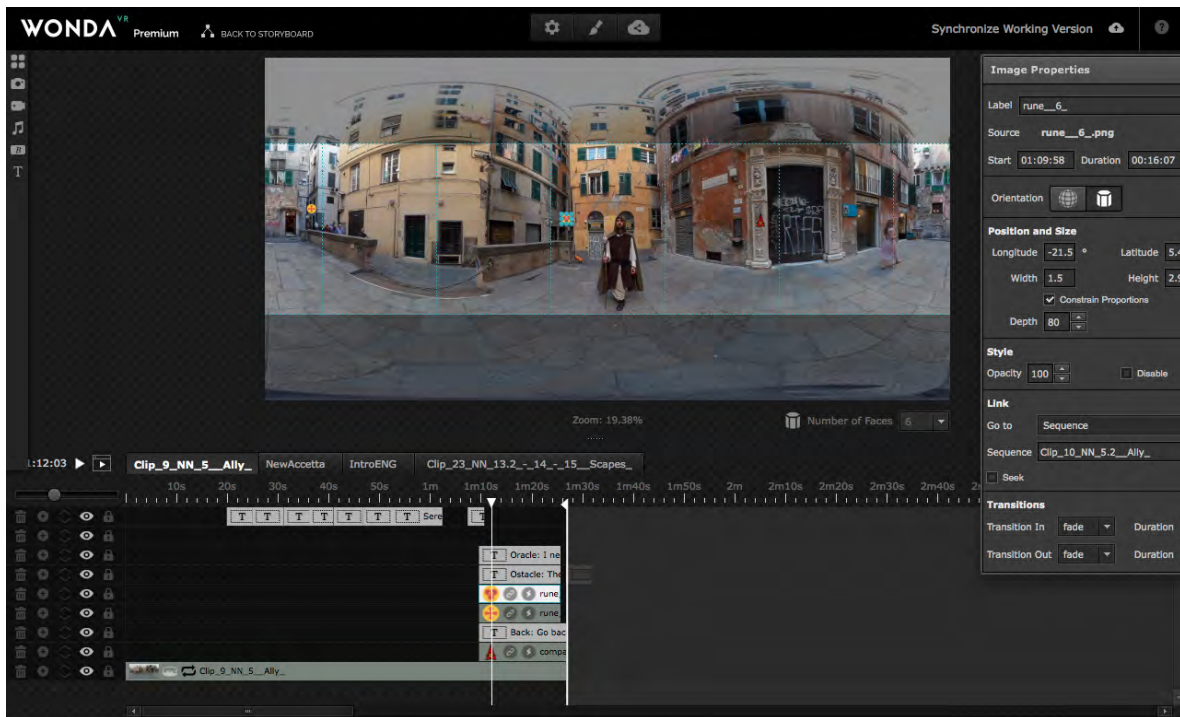 WONDA VR Premium BACK TO STORYBOARD Synchronize Working Version ?
Image Properties
Label rune__6_
Source rune__6_.png
Start 01:09:58 Duration 00:16:07
Orientation
Position and Size
Longitude -21.5 ° Latitude 5.4
Width 1.5 Height 2.9
Constrain Proportions
Depth 80
Style
Opacity 100 Disable
Link
Go to Sequence
Sequence Clip_10_NN_5.2__Ally_
Seek
Transitions
Transition In fade Duration
Transition Out fade Duration
T
Zoom: 19.38% Number of Faces 6
:12:03 Clip_9_NN_5__Ally_ NewAccetta IntroENG Clip_23_NN_13.2_-_14_-_15__Scapes_
10s 20s 30s 40s 50s 1m 1m10s 1m20s 1m30s 1m40s 1m50s 2m 2m10s 2m20s 2m30s 2m40s
T T T T T T T Sere T
T Oracle: I ne
T Ostacle: The
rune_
rune_
T Back: Go bac
compa
Clip_9_NN_5__Ally_